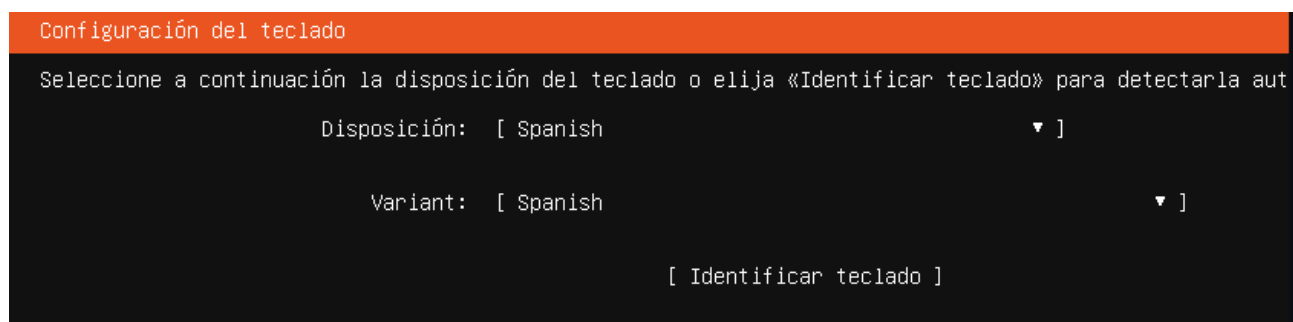 Configuración del teclado
Seleccione a continuación la disposición del teclado o elija «Identificar teclado» para detectarla aut
Disposición: [ Spanish ▾ ]
Variant: [ Spanish ▾ ]
[ Identificar teclado ]